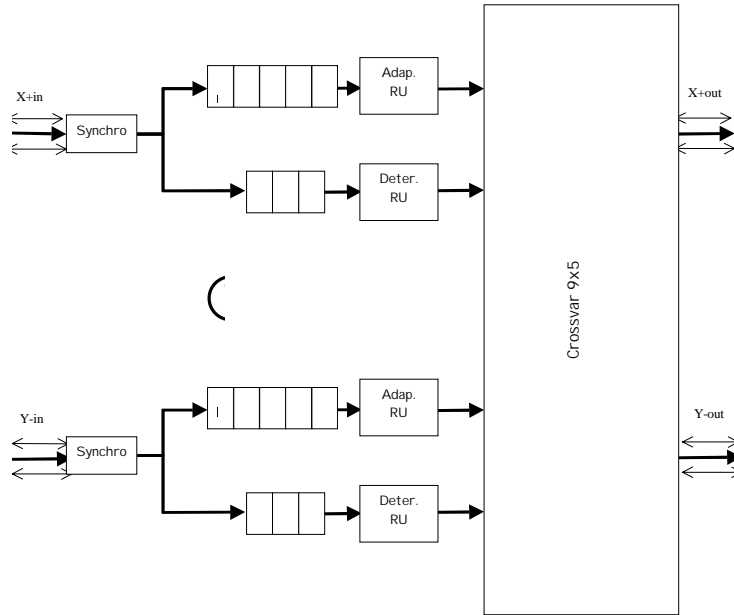 X+in
Synchro
Adap.
RU
Deter.
RU
X+out
Crossvar 9x5
Y-in
Synchro
Adap.
RU
Deter.
RU
Y-out